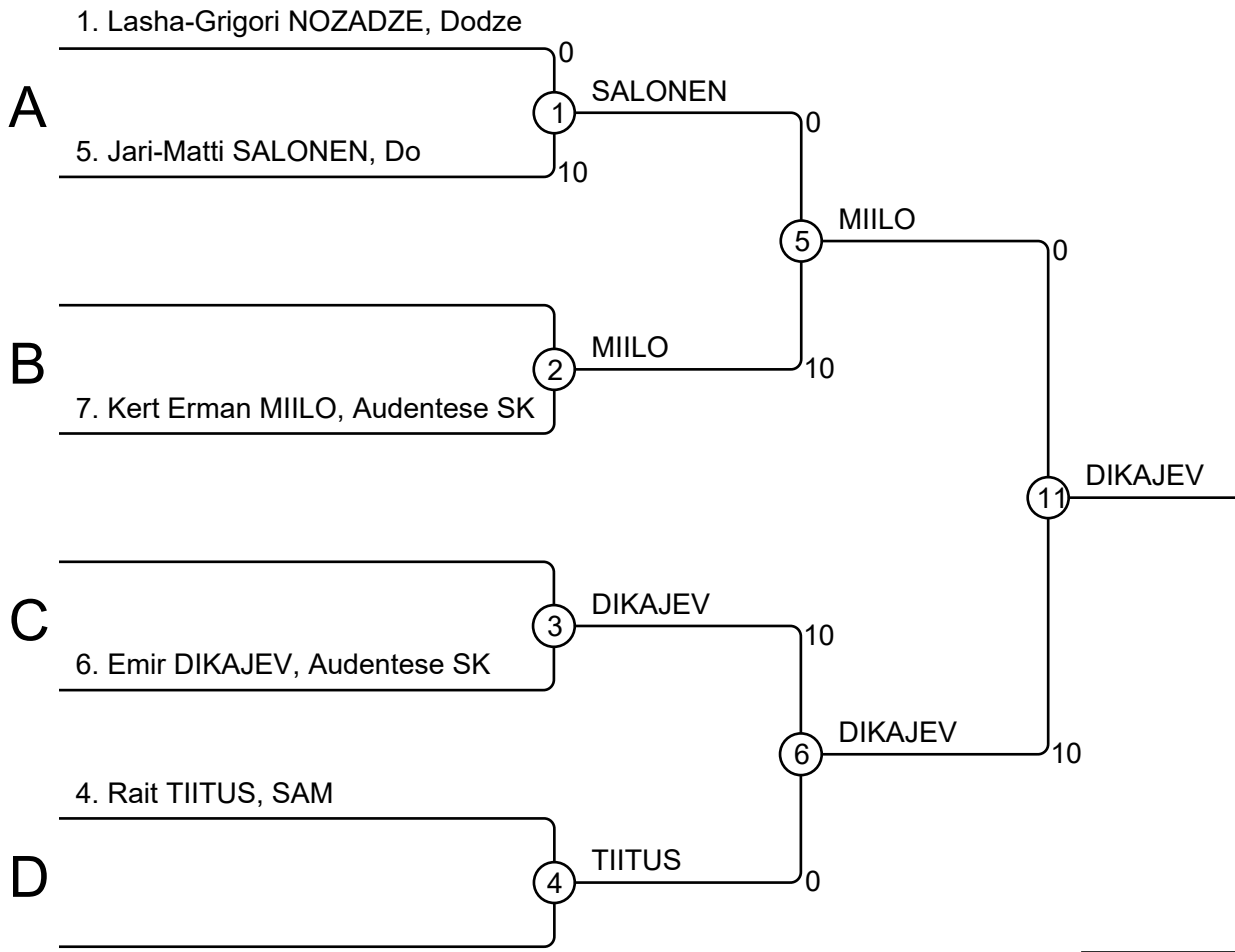 1. Lasha-Grigori NOZADZE, Dodze
0
A
1
SALONEN
0
5. Jari-Matti SALONEN, Do
10
5
MIILO
0
B
2
MIILO
10
7. Kert Erman MIILO, Audentese SK
11
DIKAJEV
C
3
DIKAJEV
10
6. Emir DIKAJEV, Audentese SK
6
DIKAJEV
10
4. Rait TIITUS, SAM
D
4
TIITUS
0